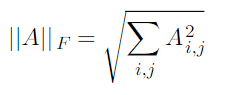 ||A||_F = \sqrt{\sum_{i,j} A_{i,j}^2}